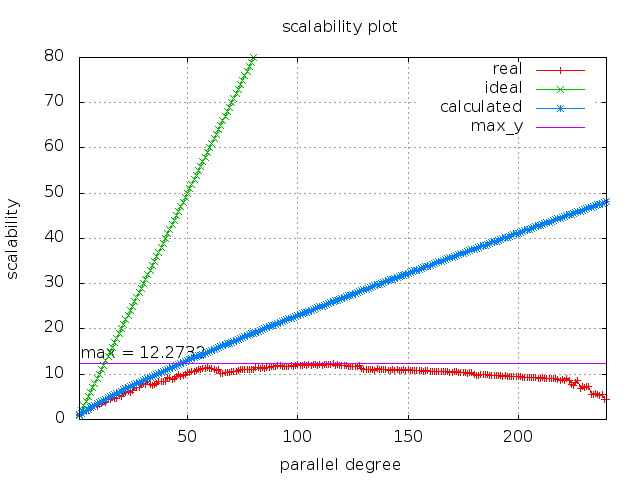 scalability plot
real
ideal
calculated
max_y
80
70
60
50
40
30
20
10
0
scalability
max = 12.2732
50
100
150
200
parallel degree